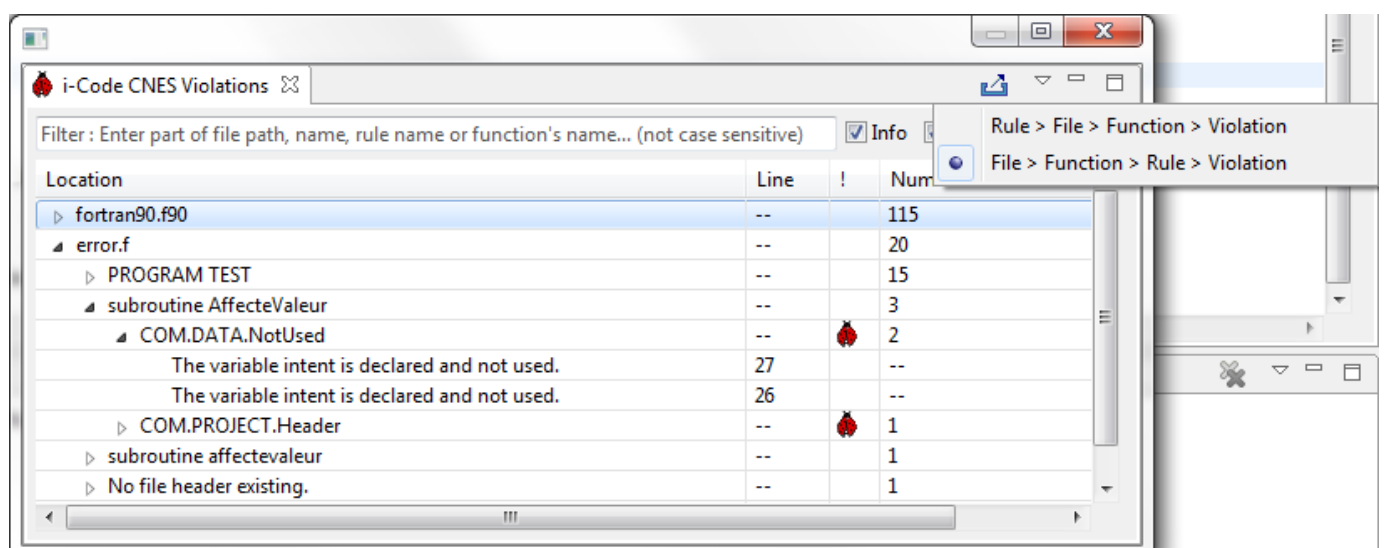 i-Code CNES Violations
Filter : Enter part of file path, name, rule name or function's name... (not case sensitive) Info
Rule > File > Function > Violation
File > Function > Rule > Violation
Location Line ! Num
fortran90.f90 -- 115
error.f -- 20
PROGRAM TEST -- 15
subroutine AffecteValeur -- 3
COM.DATA.NotUsed -- 2
The variable intent is declared and not used. 27 --
The variable intent is declared and not used. 26 --
COM.PROJECT.Header -- 1
subroutine affectevaleur -- 1
No file header existing. -- 1